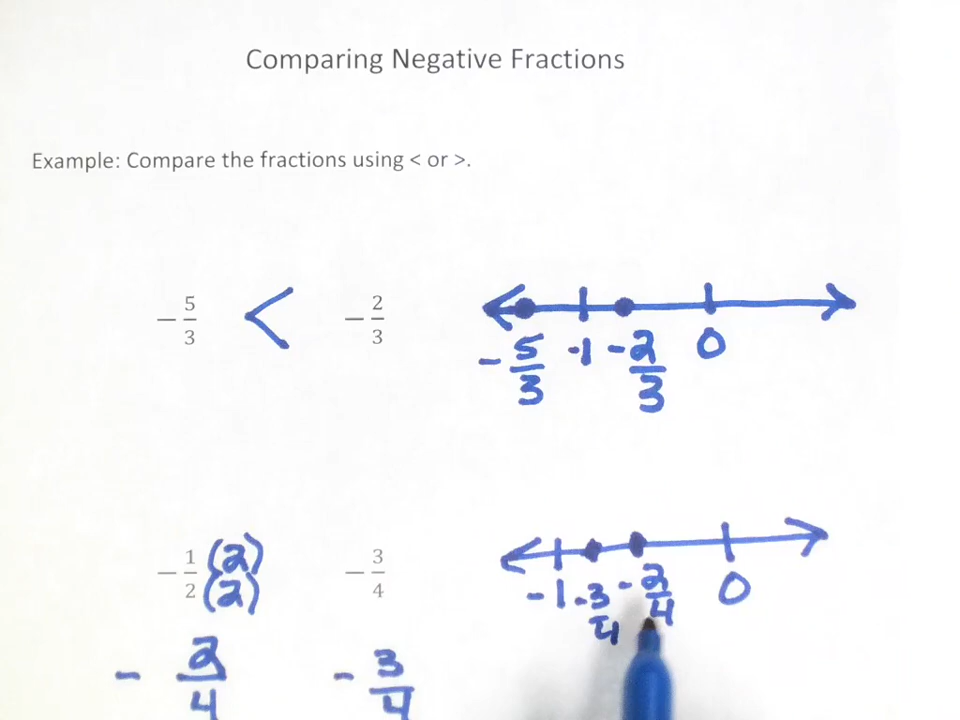 Comparing Negative Fractions
Example: Compare the fractions using < or >.
-5/3 < -2/3
-5/3 -1 -2/3 0
-1/2 (2)/(2) -3/4
-1 -3/4 -2/4 0
-2/4 -3/4